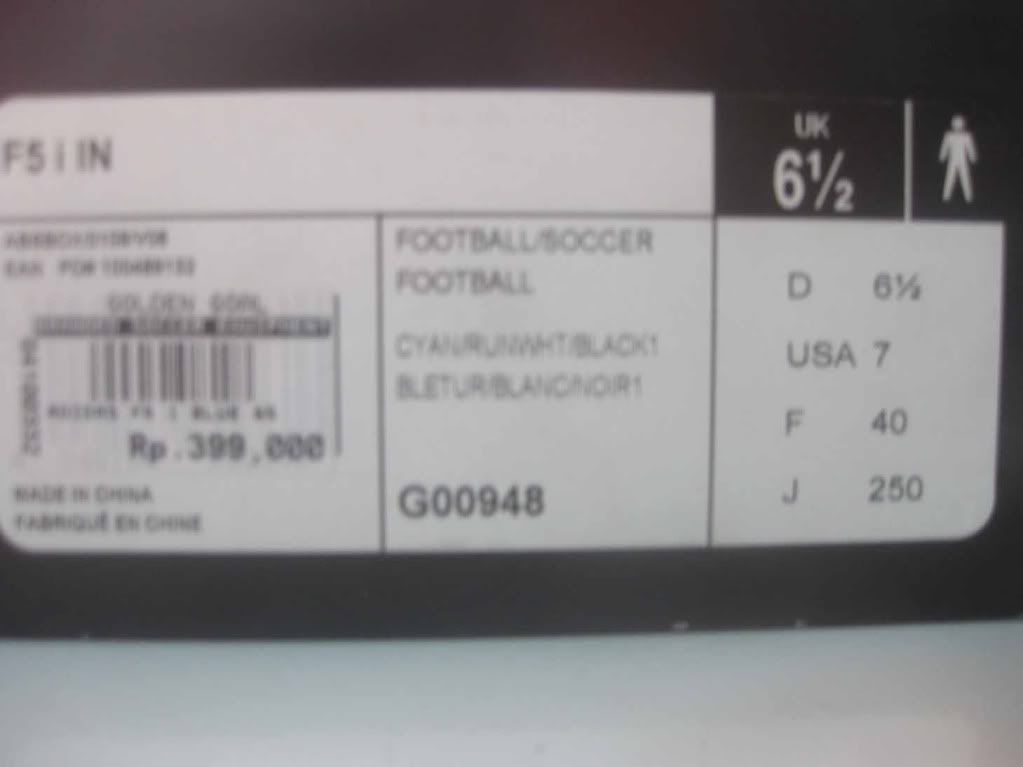 F5 i IN
UK
6½
GOLDEN GOAL
Rp.399,000
MADE IN CHINA
FABRIQUÉ EN CHINE
FOOTBALL/SOCCER
FOOTBALL
CYAN/RUNWHT/BLACK1
BLETUR/BLANC/NOIR1
G00948
D 6½
USA 7
F 40
J 250